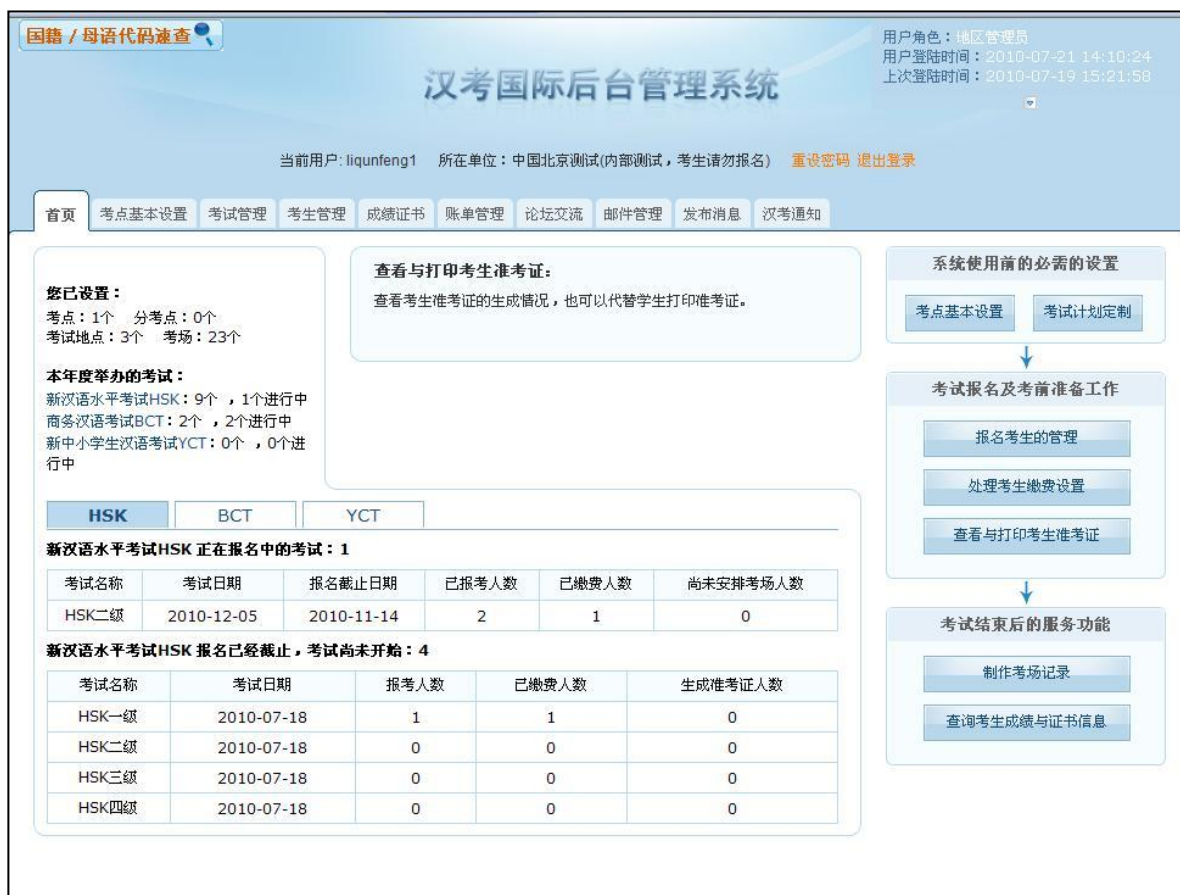 国籍 / 母语代码速查
用户角色：地区管理员
用户登陆时间：2010-07-21 14:10:24
上次登陆时间：2010-07-19 15:21:58
汉考国际后台管理系统
当前用户: liqunfeng1 所在单位：中国北京测试(内部测试，考生请勿报名) 重设密码 退出登录
首页 考点基本设置 考试管理 考生管理 成绩证书 账单管理 论坛交流 邮件管理 发布消息 汉考通知
您已设置：
考点：1个 分考点：0个
考试地点：3个 考场：23个
本年度举办的考试：
新汉语水平考试HSK：9个 ，1个进行中
商务汉语考试BCT：2个 ，2个进行中
新中小学生汉语考试YCT：0个 ，0个进
行中
查看与打印考生准考证：
查看考生准考证的生成情况，也可以代替学生打印准考证。
HSK BCT YCT
新汉语水平考试HSK 正在报名中的考试：1
考试名称 考试日期 报名截止日期 已报考人数 已缴费人数 尚未安排考场人数
HSK二级 2010-12-05 2010-11-14 2 1 0
新汉语水平考试HSK 报名已经截止，考试尚未开始：4
考试名称 考试日期 报考人数 已缴费人数 生成准考证人数
HSK一级 2010-07-18 1 1 0
HSK二级 2010-07-18 0 0 0
HSK三级 2010-07-18 0 0 0
HSK四级 2010-07-18 0 0 0
系统使用前的必需的设置
考点基本设置 考试计划定制
考试报名及考前准备工作
报名考生的管理
处理考生缴费设置
查看与打印考生准考证
考试结束后的服务功能
制作考场记录
查询考生成绩与证书信息